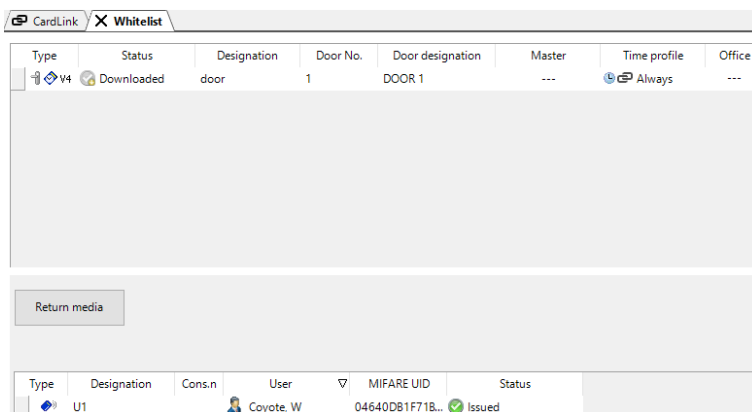 CardLink Whitelist
Type Status Designation Door No. Door designation Master Time profile Office
V4 Downloaded door 1 DOOR 1 --- Always ---
Return media
Type Designation Cons.n User MIFARE UID Status
U1 Coyote, W 04640DB1F71B... Issued